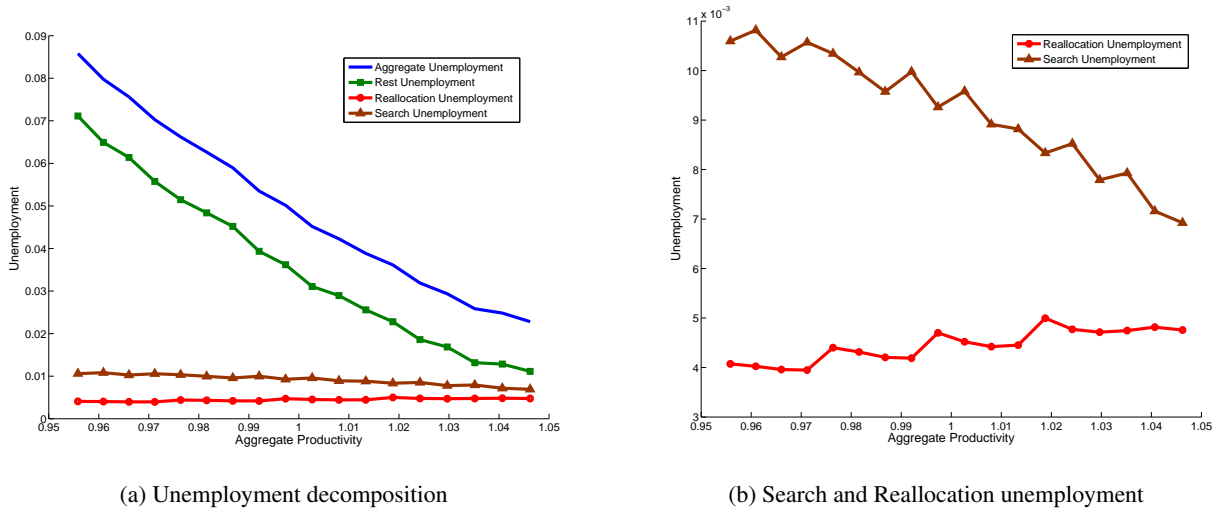 0.09
0.08
0.07
0.06
0.05
0.04
0.03
0.02
0.01
0
Unemployment
Aggregate Unemployment
Rest Unemployment
Reallocation Unemployment
Search Unemployment
0.95 0.96 0.97 0.98 0.99 1 1.01 1.02 1.03 1.04 1.05
Aggregate Productivity
(a) Unemployment decomposition
x 10⁻³
11
10
9
8
7
6
5
4
3
Unemployment
Reallocation Unemployment
Search Unemployment
0.95 0.96 0.97 0.98 0.99 1 1.01 1.02 1.03 1.04 1.05
Aggregate Productivity
(b) Search and Reallocation unemployment